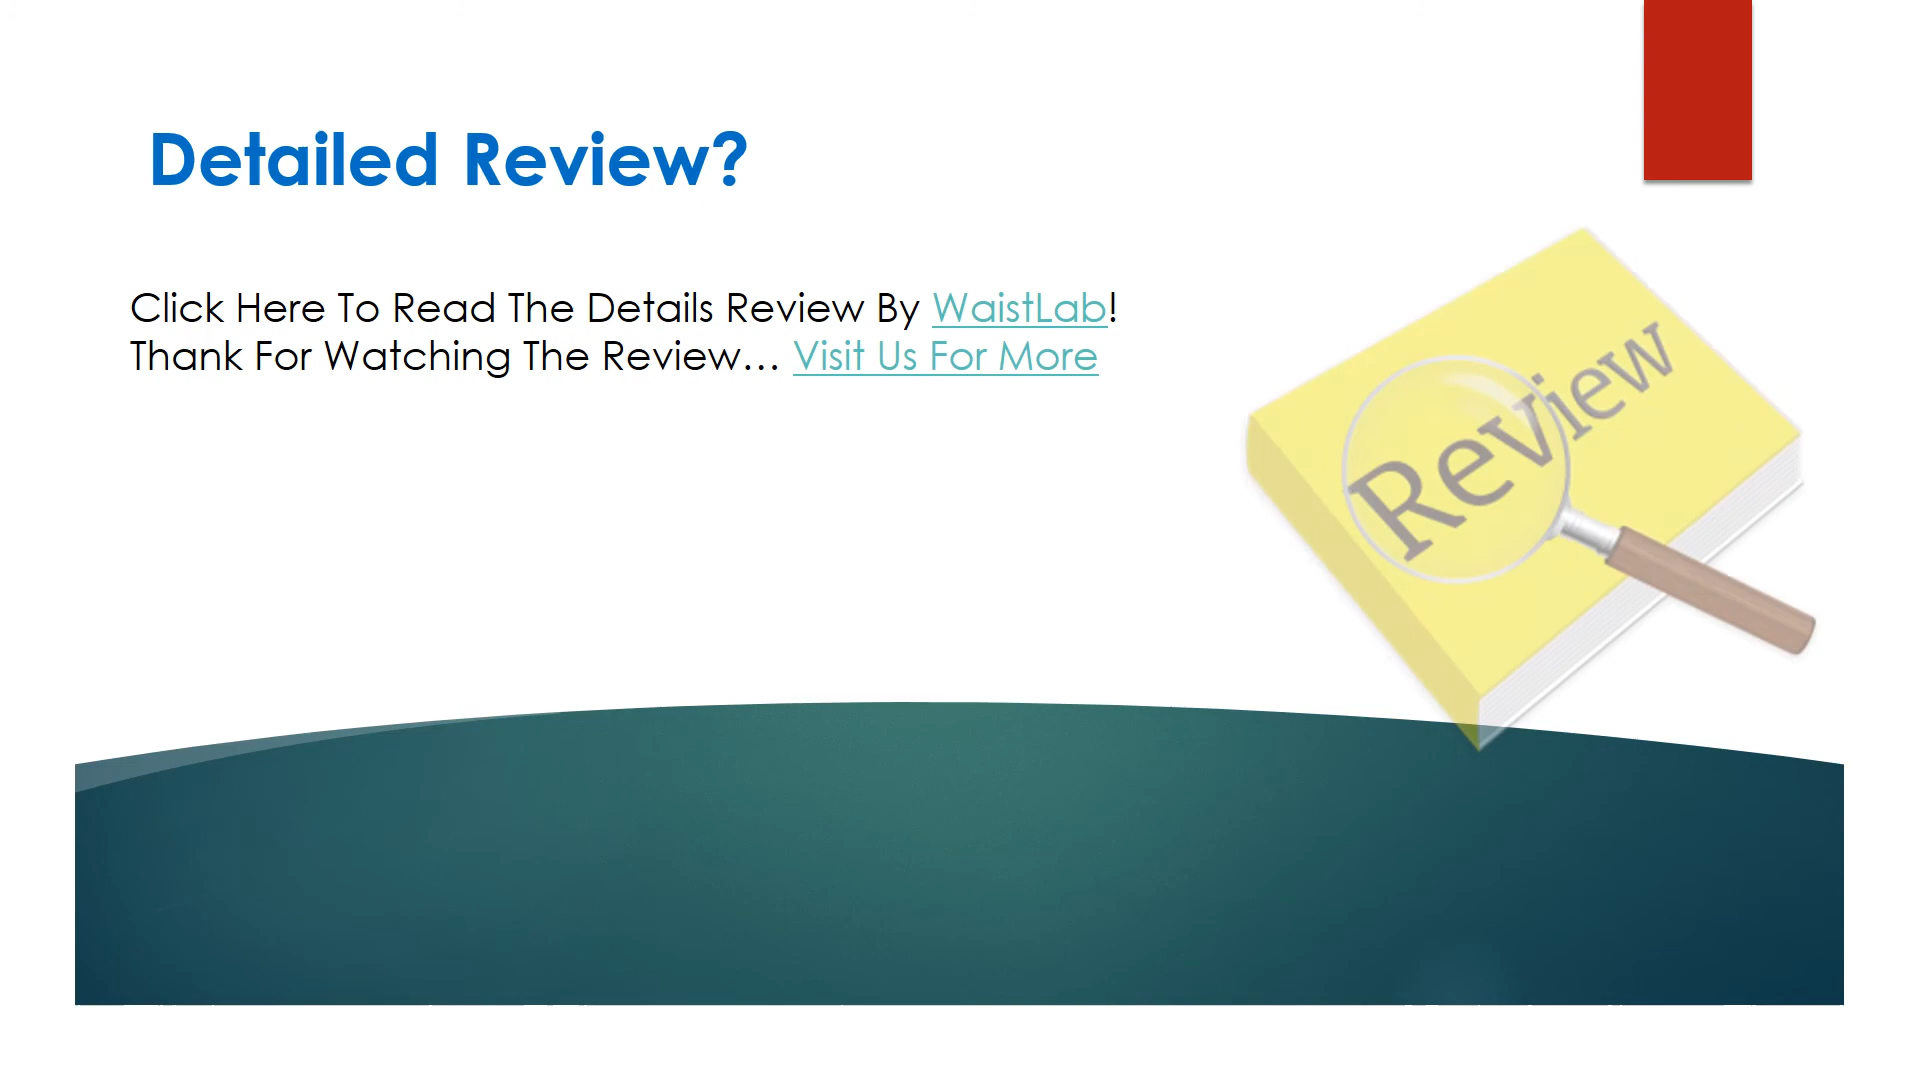 Detailed Review?
Click Here To Read The Details Review By WaistLab!
Thank For Watching The Review... Visit Us For More
Review